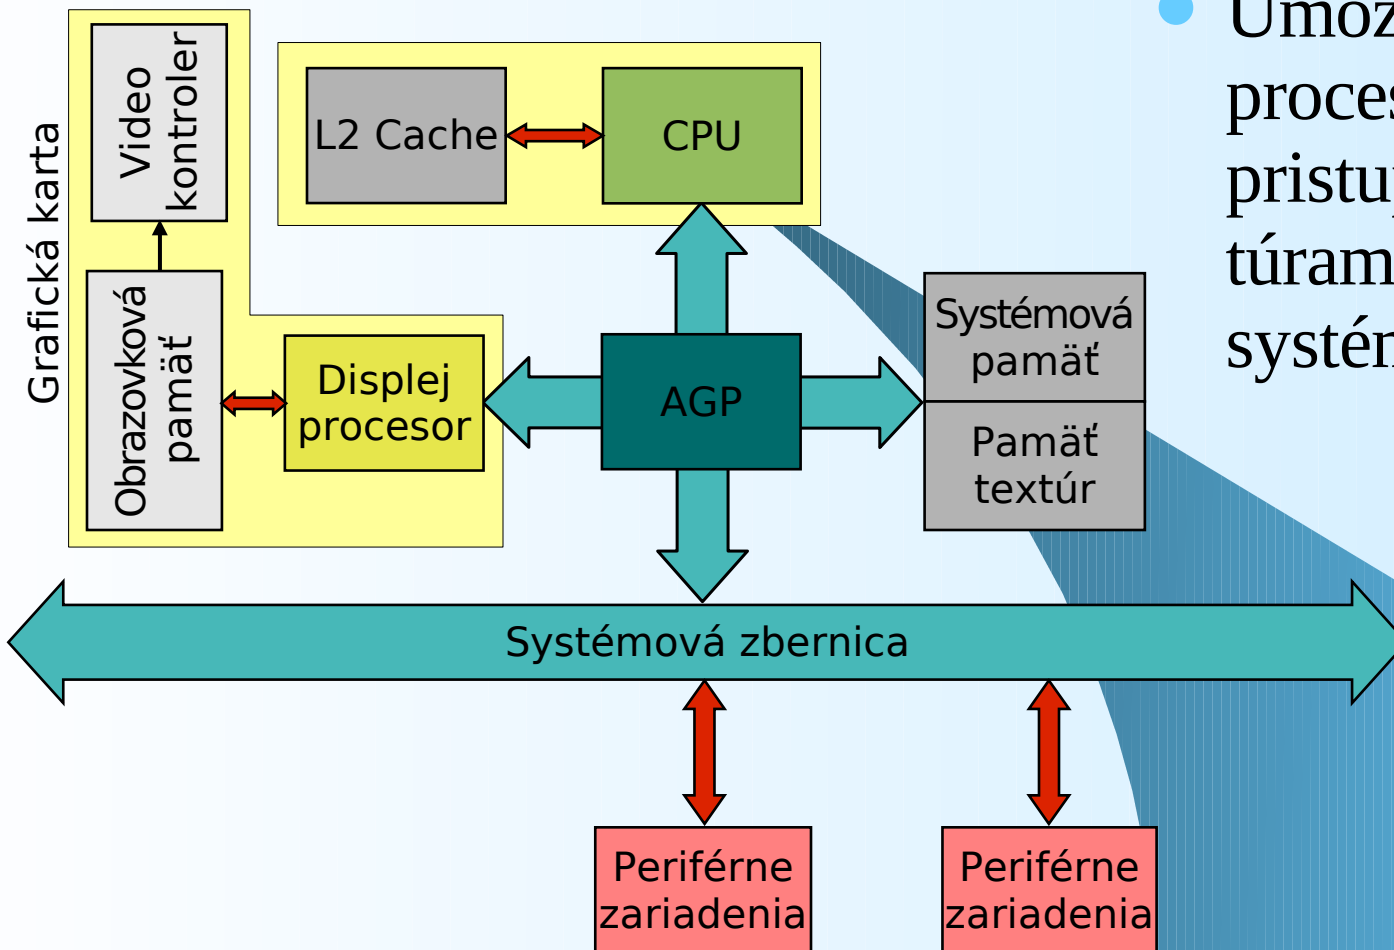 Grafická karta
Video
kontroler
Obrazovková
pamäť
Displej
procesor
L2 Cache
CPU
AGP
Systémová
pamäť
Pamäť
textúr
Systémová zbernica
Periférne
zariadenia
Periférne
zariadenia